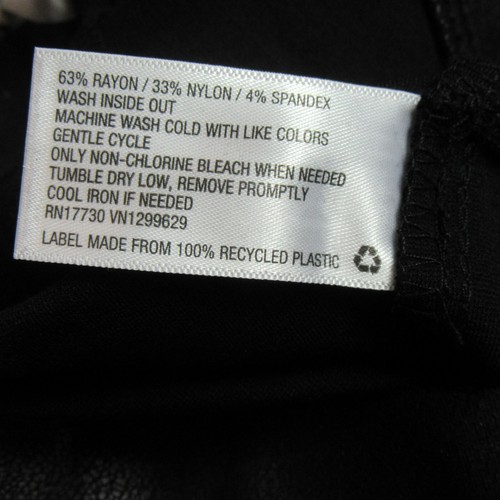 63% RAYON / 33% NYLON / 4% SPANDEX
WASH INSIDE OUT
MACHINE WASH COLD WITH LIKE COLORS
GENTLE CYCLE
ONLY NON-CHLORINE BLEACH WHEN NEEDED
TUMBLE DRY LOW, REMOVE PROMPTLY
COOL IRON IF NEEDED
RN17730 VN1299629
LABEL MADE FROM 100% RECYCLED PLASTIC